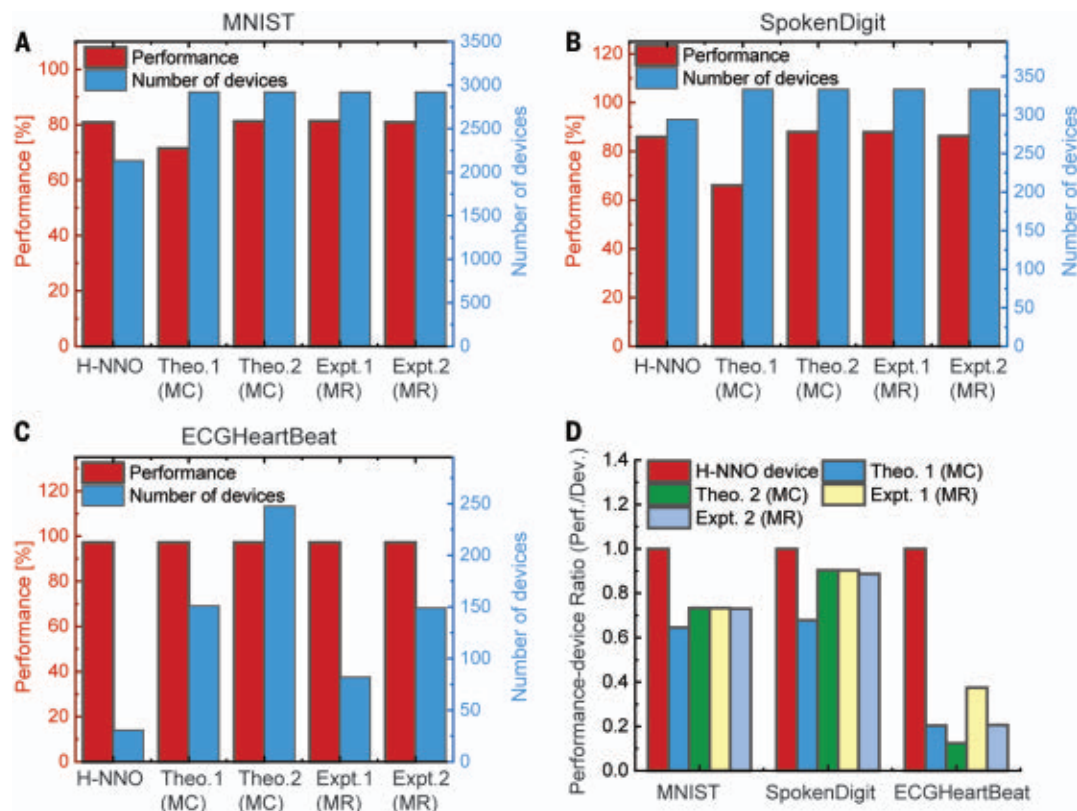 A
MNIST
Performance
Number of devices
Performance [%]
100
80
60
40
20
0
3500
3000
2500
2000
1500
1000
500
0
Number of devices
H-NNO Theo.1 Theo.2 Expt.1 Expt.2
(MC) (MC) (MR) (MR)
B
SpokenDigit
Performance
Number of devices
Performance [%]
120
100
80
60
40
20
0
350
300
250
200
150
100
50
0
Number of devices
H-NNO Theo.1 Theo.2 Expt.1 Expt.2
(MC) (MC) (MR) (MR)
C
ECGHeartBeat
Performance
Number of devices
Performance [%]
120
100
80
60
40
20
0
250
200
150
100
50
0
Number of devices
H-NNO Theo.1 Theo.2 Expt.1 Expt.2
(MC) (MC) (MR) (MR)
D
H-NNO device Theo. 1 (MC)
Theo. 2 (MC) Expt. 1 (MR)
Expt. 2 (MR)
Performance-device Ratio (Perf./Dev.)
1.4
1.2
1.0
0.8
0.6
0.4
0.2
0.0
MNIST SpokenDigit ECGHeartBeat